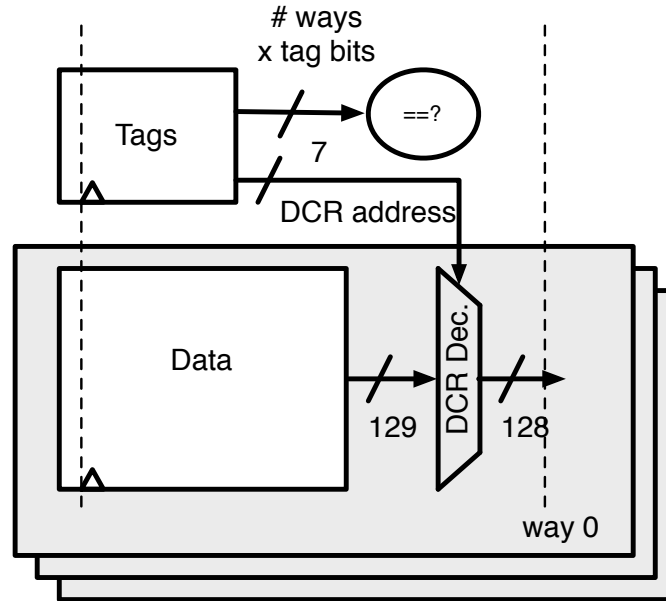 # ways
x tag bits
==?
Tags
7
DCR address
Data
DCR Dec.
129
128
way 0